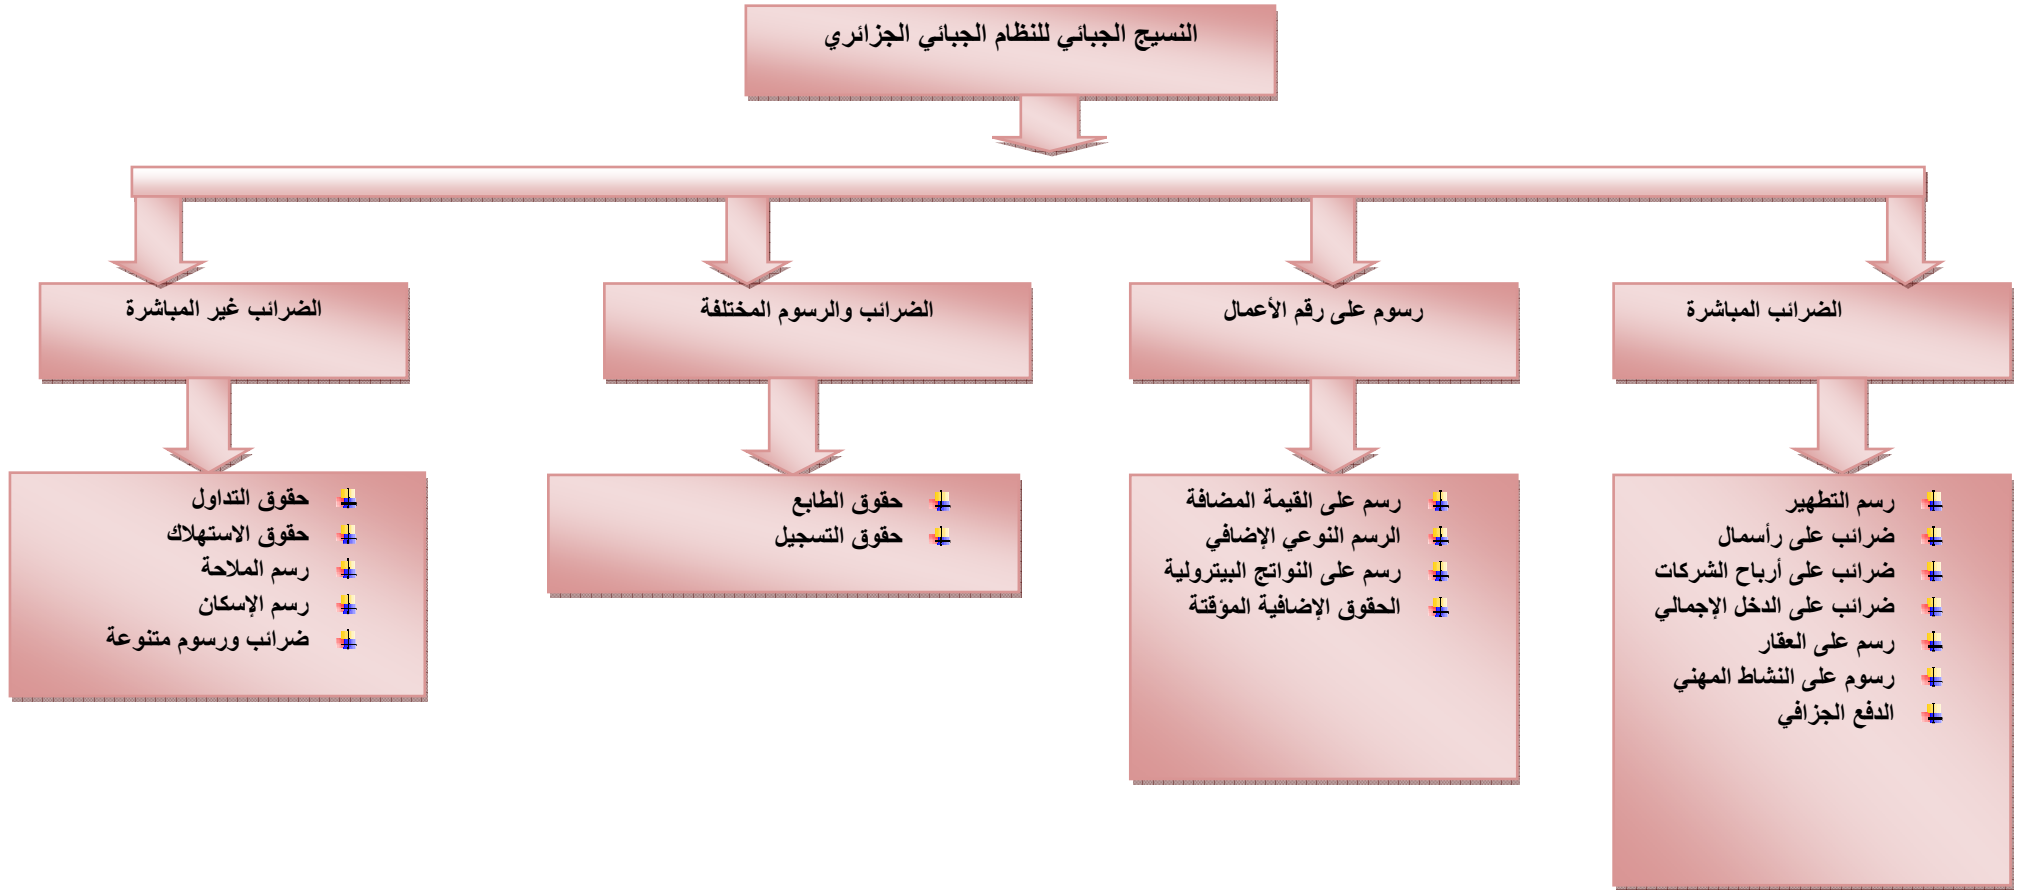 النسيج الجبائي للنظام الجبائي الجزائري
الضرائب المباشرة
رسوم على رقم الأعمال
الضرائب والرسوم المختلفة
الضرائب غير المباشرة
رسم التطهير
ضرائب على رأسمال
ضرائب على أرباح الشركات
ضرائب على الدخل الإجمالي
رسم على العقار
رسوم على النشاط المهني
الدفع الجزافي
رسم على القيمة المضافة
الرسم النوعي الإضافي
رسم على النواتج البيترولية
الحقوق الإضافية المؤقتة
حقوق الطابع
حقوق التسجيل
حقوق التداول
حقوق الاستهلاك
رسم الملاحة
رسم الإسكان
ضرائب ورسوم متنوعة